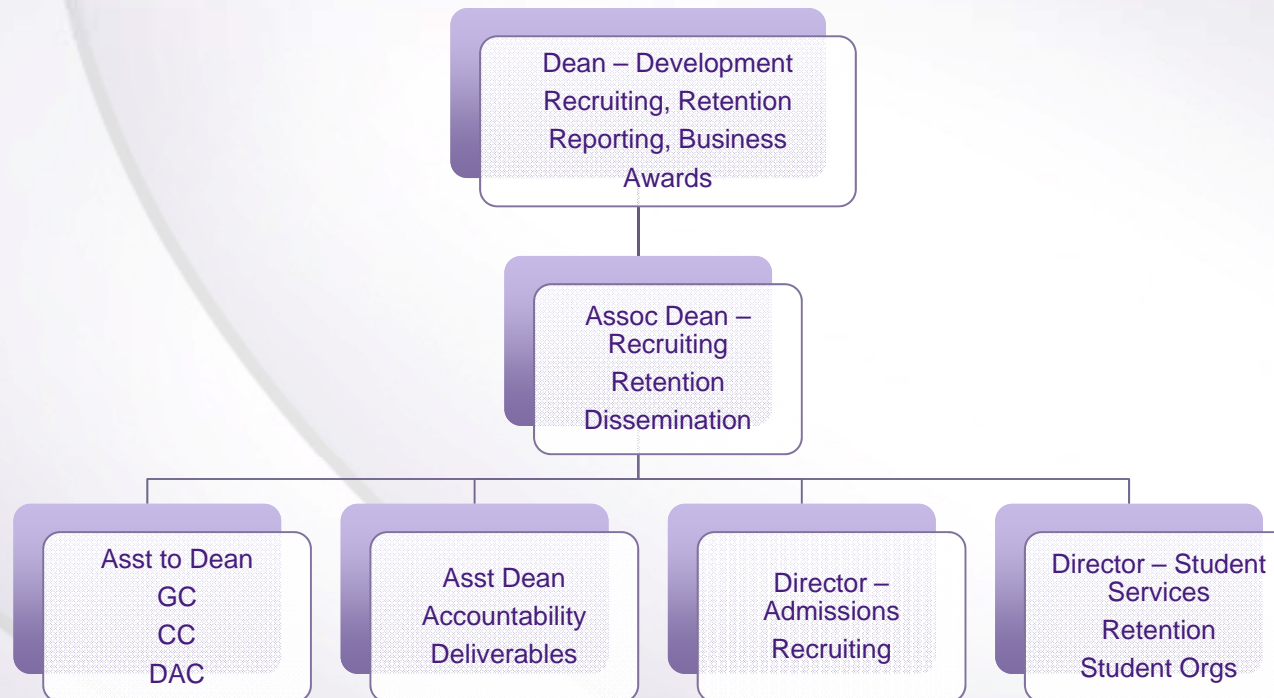 Dean – Development
Recruiting, Retention
Reporting, Business
Awards
Assoc Dean –
Recruiting
Retention
Dissemination
Asst to Dean
GC
CC
DAC
Asst Dean
Accountability
Deliverables
Director –
Admissions
Recruiting
Director – Student
Services
Retention
Student Orgs